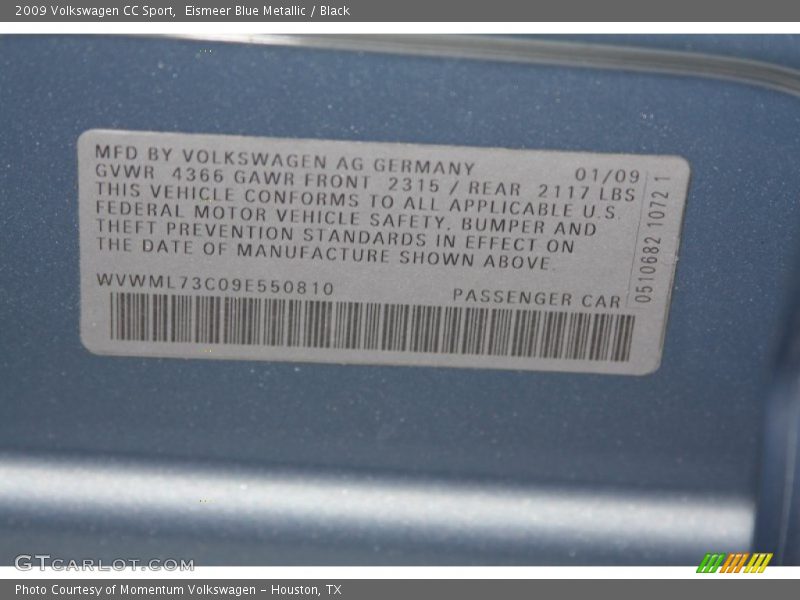 2009 Volkswagen CC Sport,  Eismeer Blue Metallic / Black
MFD BY VOLKSWAGEN AG GERMANY 01/09
GVWR 4366 GAWR FRONT 2315 / REAR 2117 LBS
THIS VEHICLE CONFORMS TO ALL APPLICABLE U.S.
FEDERAL MOTOR VEHICLE SAFETY, BUMPER AND
THEFT PREVENTION STANDARDS IN EFFECT ON
THE DATE OF MANUFACTURE SHOWN ABOVE.
WVWML73C09E550810 PASSENGER CAR
0510682 10721
GTCARLOT.COM
Photo Courtesy of Momentum Volkswagen - Houston, TX